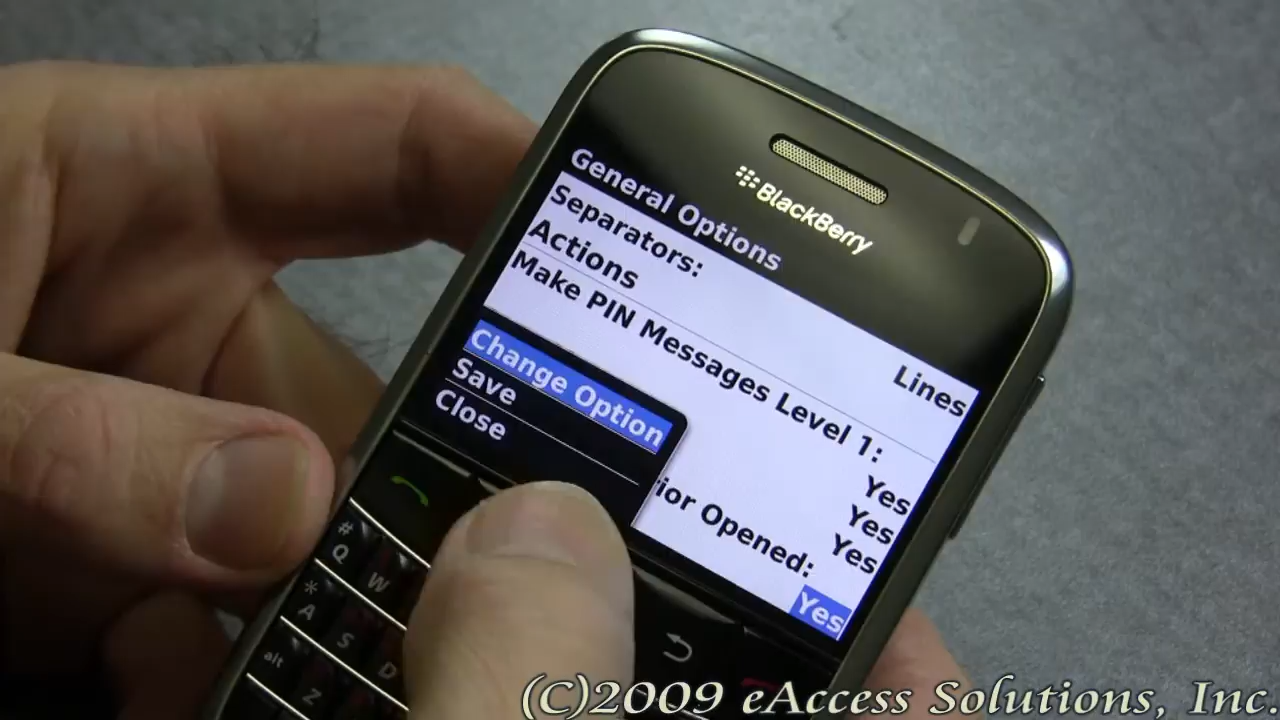 BlackBerry
General Options
Separators:
Lines
Actions
Make PIN Messages Level 1:
Yes
Yes
Yes
ior Opened:
Yes
Change Option
Save
Close
#
Q
W
*
A
S
D
alt
Z
(C)2009 eAccess Solutions, Inc.